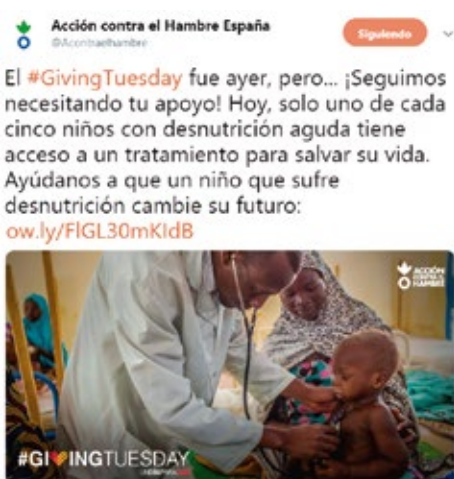 Acción contra el Hambre España
@Acontraelhambre
Siguiendo
El #GivingTuesday fue ayer, pero... ¡Seguimos
necesitando tu apoyo! Hoy, solo uno de cada
cinco niños con desnutrición aguda tiene
acceso a un tratamiento para salvar su vida.
Ayúdanos a que un niño que sufre
desnutrición cambie su futuro:
ow.ly/FlGL30mKIdB
ACCIÓN
CONTRA EL
HAMBRE
#GIVINGTUESDAY